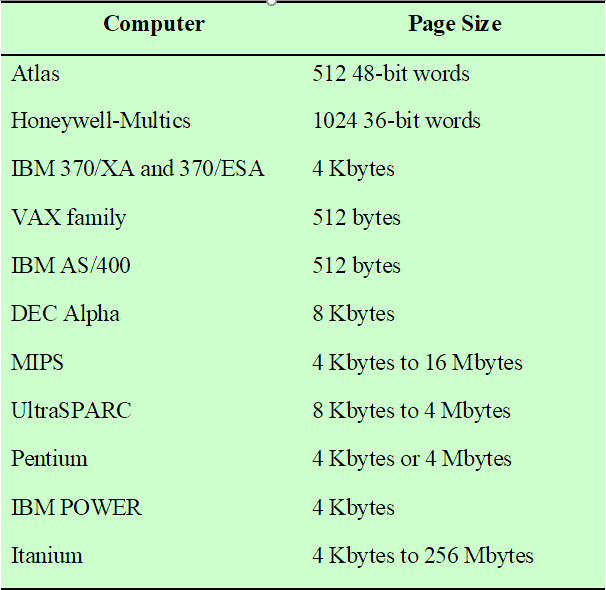 Computer Page Size
Atlas 512 48-bit words
Honeywell-Multics 1024 36-bit words
IBM 370/XA and 370/ESA 4 Kbytes
VAX family 512 bytes
IBM AS/400 512 bytes
DEC Alpha 8 Kbytes
MIPS 4 Kbytes to 16 Mbytes
UltraSPARC 8 Kbytes to 4 Mbytes
Pentium 4 Kbytes or 4 Mbytes
IBM POWER 4 Kbytes
Itanium 4 Kbytes to 256 Mbytes